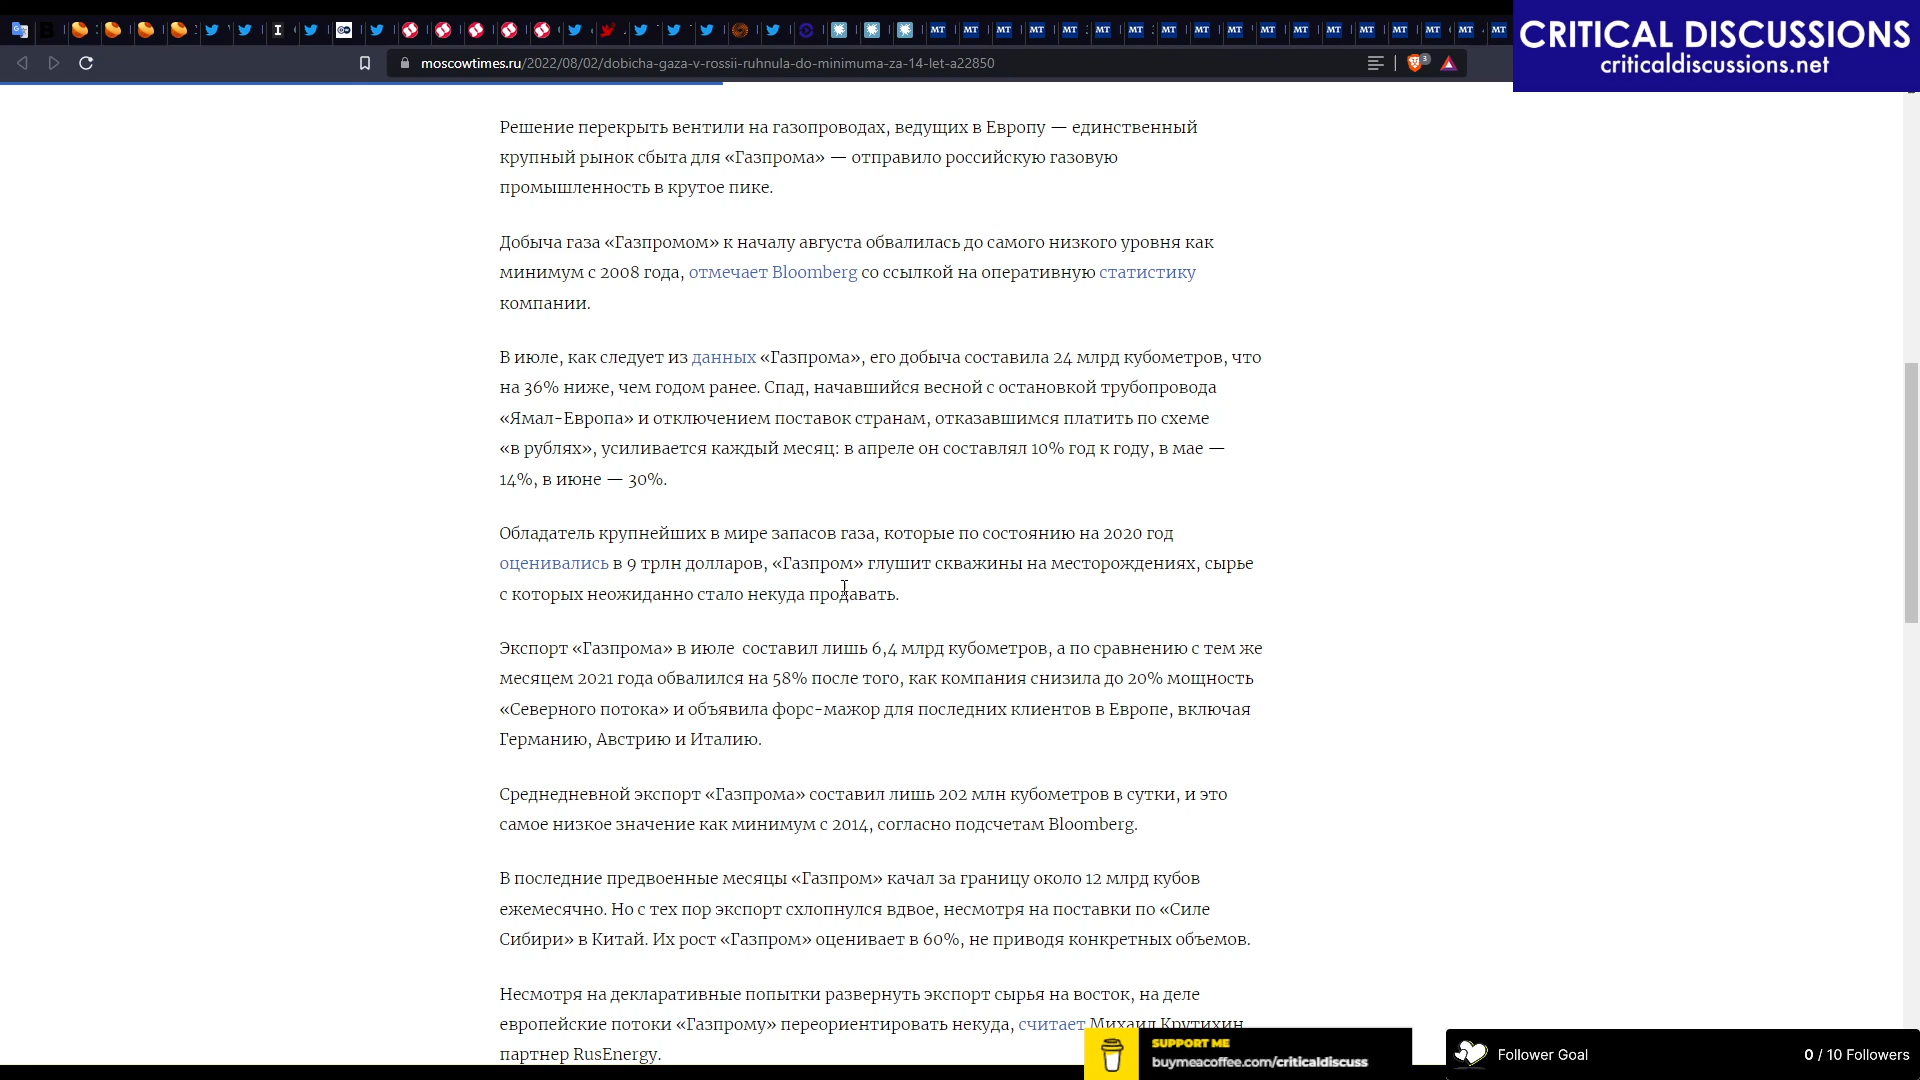 CRITICAL DISCUSSIONS
criticaldiscussions.net
moscowtimes.ru/2022/08/02/dobicha-gaza-v-rossii-ruhnula-do-minimuma-za-14-let-a22850
Решение перекрыть вентили на газопроводах, ведущих в Европу — единственный
крупный рынок сбыта для «Газпрома» — отправило российскую газовую
промышленность в крутое пике.
Добыча газа «Газпромом» к началу августа обвалилась до самого низкого уровня как
минимум с 2008 года, отмечает Bloomberg со ссылкой на оперативную статистику
компании.
В июле, как следует из данных «Газпрома», его добыча составила 24 млрд кубометров, что
на 36% ниже, чем годом ранее. Спад, начавшийся весной с остановкой трубопровода
«Ямал-Европа» и отключением поставок странам, отказавшимся платить по схеме
«в рублях», усиливается каждый месяц: в апреле он составлял 10% год к году, в мае —
14%, в июне — 30%.
Обладатель крупнейших в мире запасов газа, которые по состоянию на 2020 год
оценивались в 9 трлн долларов, «Газпром» глушит скважины на месторождениях, сырье
с которых неожиданно стало некуда продавать.
Экспорт «Газпрома» в июле составил лишь 6,4 млрд кубометров, а по сравнению с тем же
месяцем 2021 года обвалился на 58% после того, как компания снизила до 20% мощность
«Северного потока» и объявила форс-мажор для последних клиентов в Европе, включая
Германию, Австрию и Италию.
Среднедневной экспорт «Газпрома» составил лишь 202 млн кубометров в сутки, и это
самое низкое значение как минимум с 2014, согласно подсчетам Bloomberg.
В последние предвоенные месяцы «Газпром» качал за границу около 12 млрд кубов
ежемесячно. Но с тех пор экспорт схлопнулся вдвое, несмотря на поставки по «Силе
Сибири» в Китай. Их рост «Газпром» оценивает в 60%, не приводя конкретных объемов.
Несмотря на декларативные попытки развернуть экспорт сырья на восток, на деле
европейские потоки «Газпрому» переориентировать некуда, считает Михаил Крутихин,
партнер RusEnergy.
SUPPORT ME
buymeacoffee.com/criticaldiscuss
Follower Goal
0 / 10 Followers